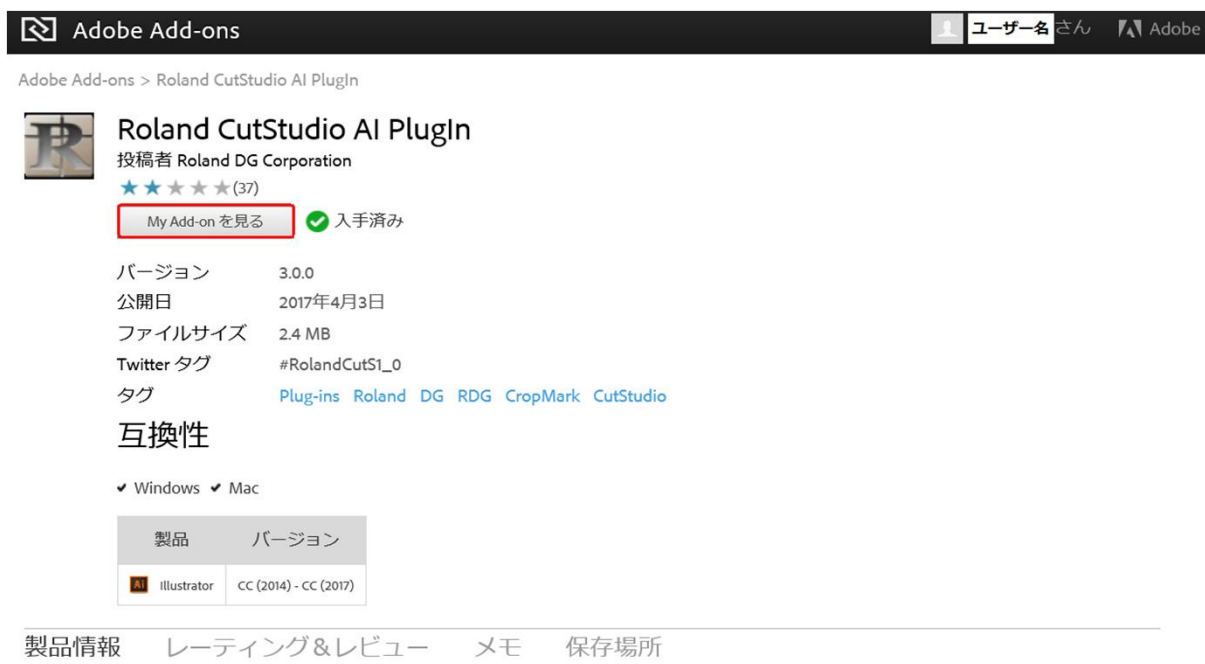 Adobe Add-ons
ユーザー名さん Adobe
Adobe Add-ons > Roland CutStudio AI PlugIn
Roland CutStudio AI PlugIn
投稿者 Roland DG Corporation
(37)
My Add-on を見る 入手済み
バージョン 3.0.0
公開日 2017年4月3日
ファイルサイズ 2.4 MB
Twitter タグ #RolandCutS1_0
タグ Plug-ins Roland DG RDG CropMark CutStudio
互換性
Windows Mac
製品 バージョン
Ai Illustrator CC (2014) - CC (2017)
製品情報 レーティング&レビュー メモ 保存場所